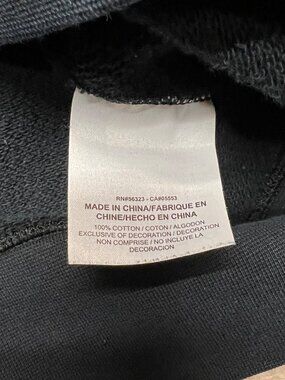 RN#56323 - CA#05553
MADE IN CHINA/FABRIQUE EN
CHINE/HECHO EN CHINA
100% COTTON / COTON / ALGODON
EXCLUSIVE OF DECORATION / DECORATION
NON COMPRISE / NO INCLUYE LA
DECORACION